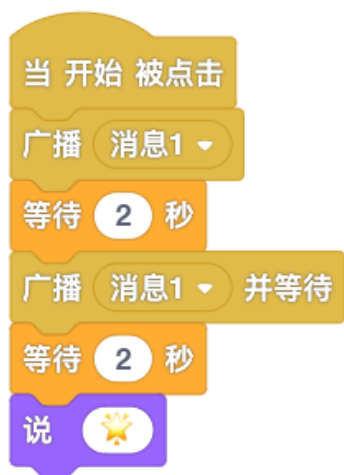 当 开始 被点击
广播 消息1
等待 2 秒
广播 消息1 并等待
等待 2 秒
说 🌟